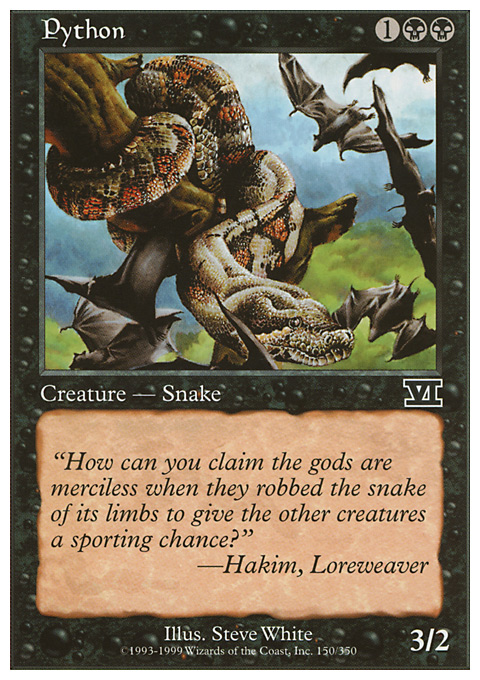 Python 1
Creature — Snake VI
“How can you claim the gods are
merciless when they robbed the snake
of its limbs to give the other creatures
a sporting chance?”
—Hakim, Loreweaver
Illus. Steve White
©1993-1999 Wizards of the Coast, Inc. 150/350
3/2